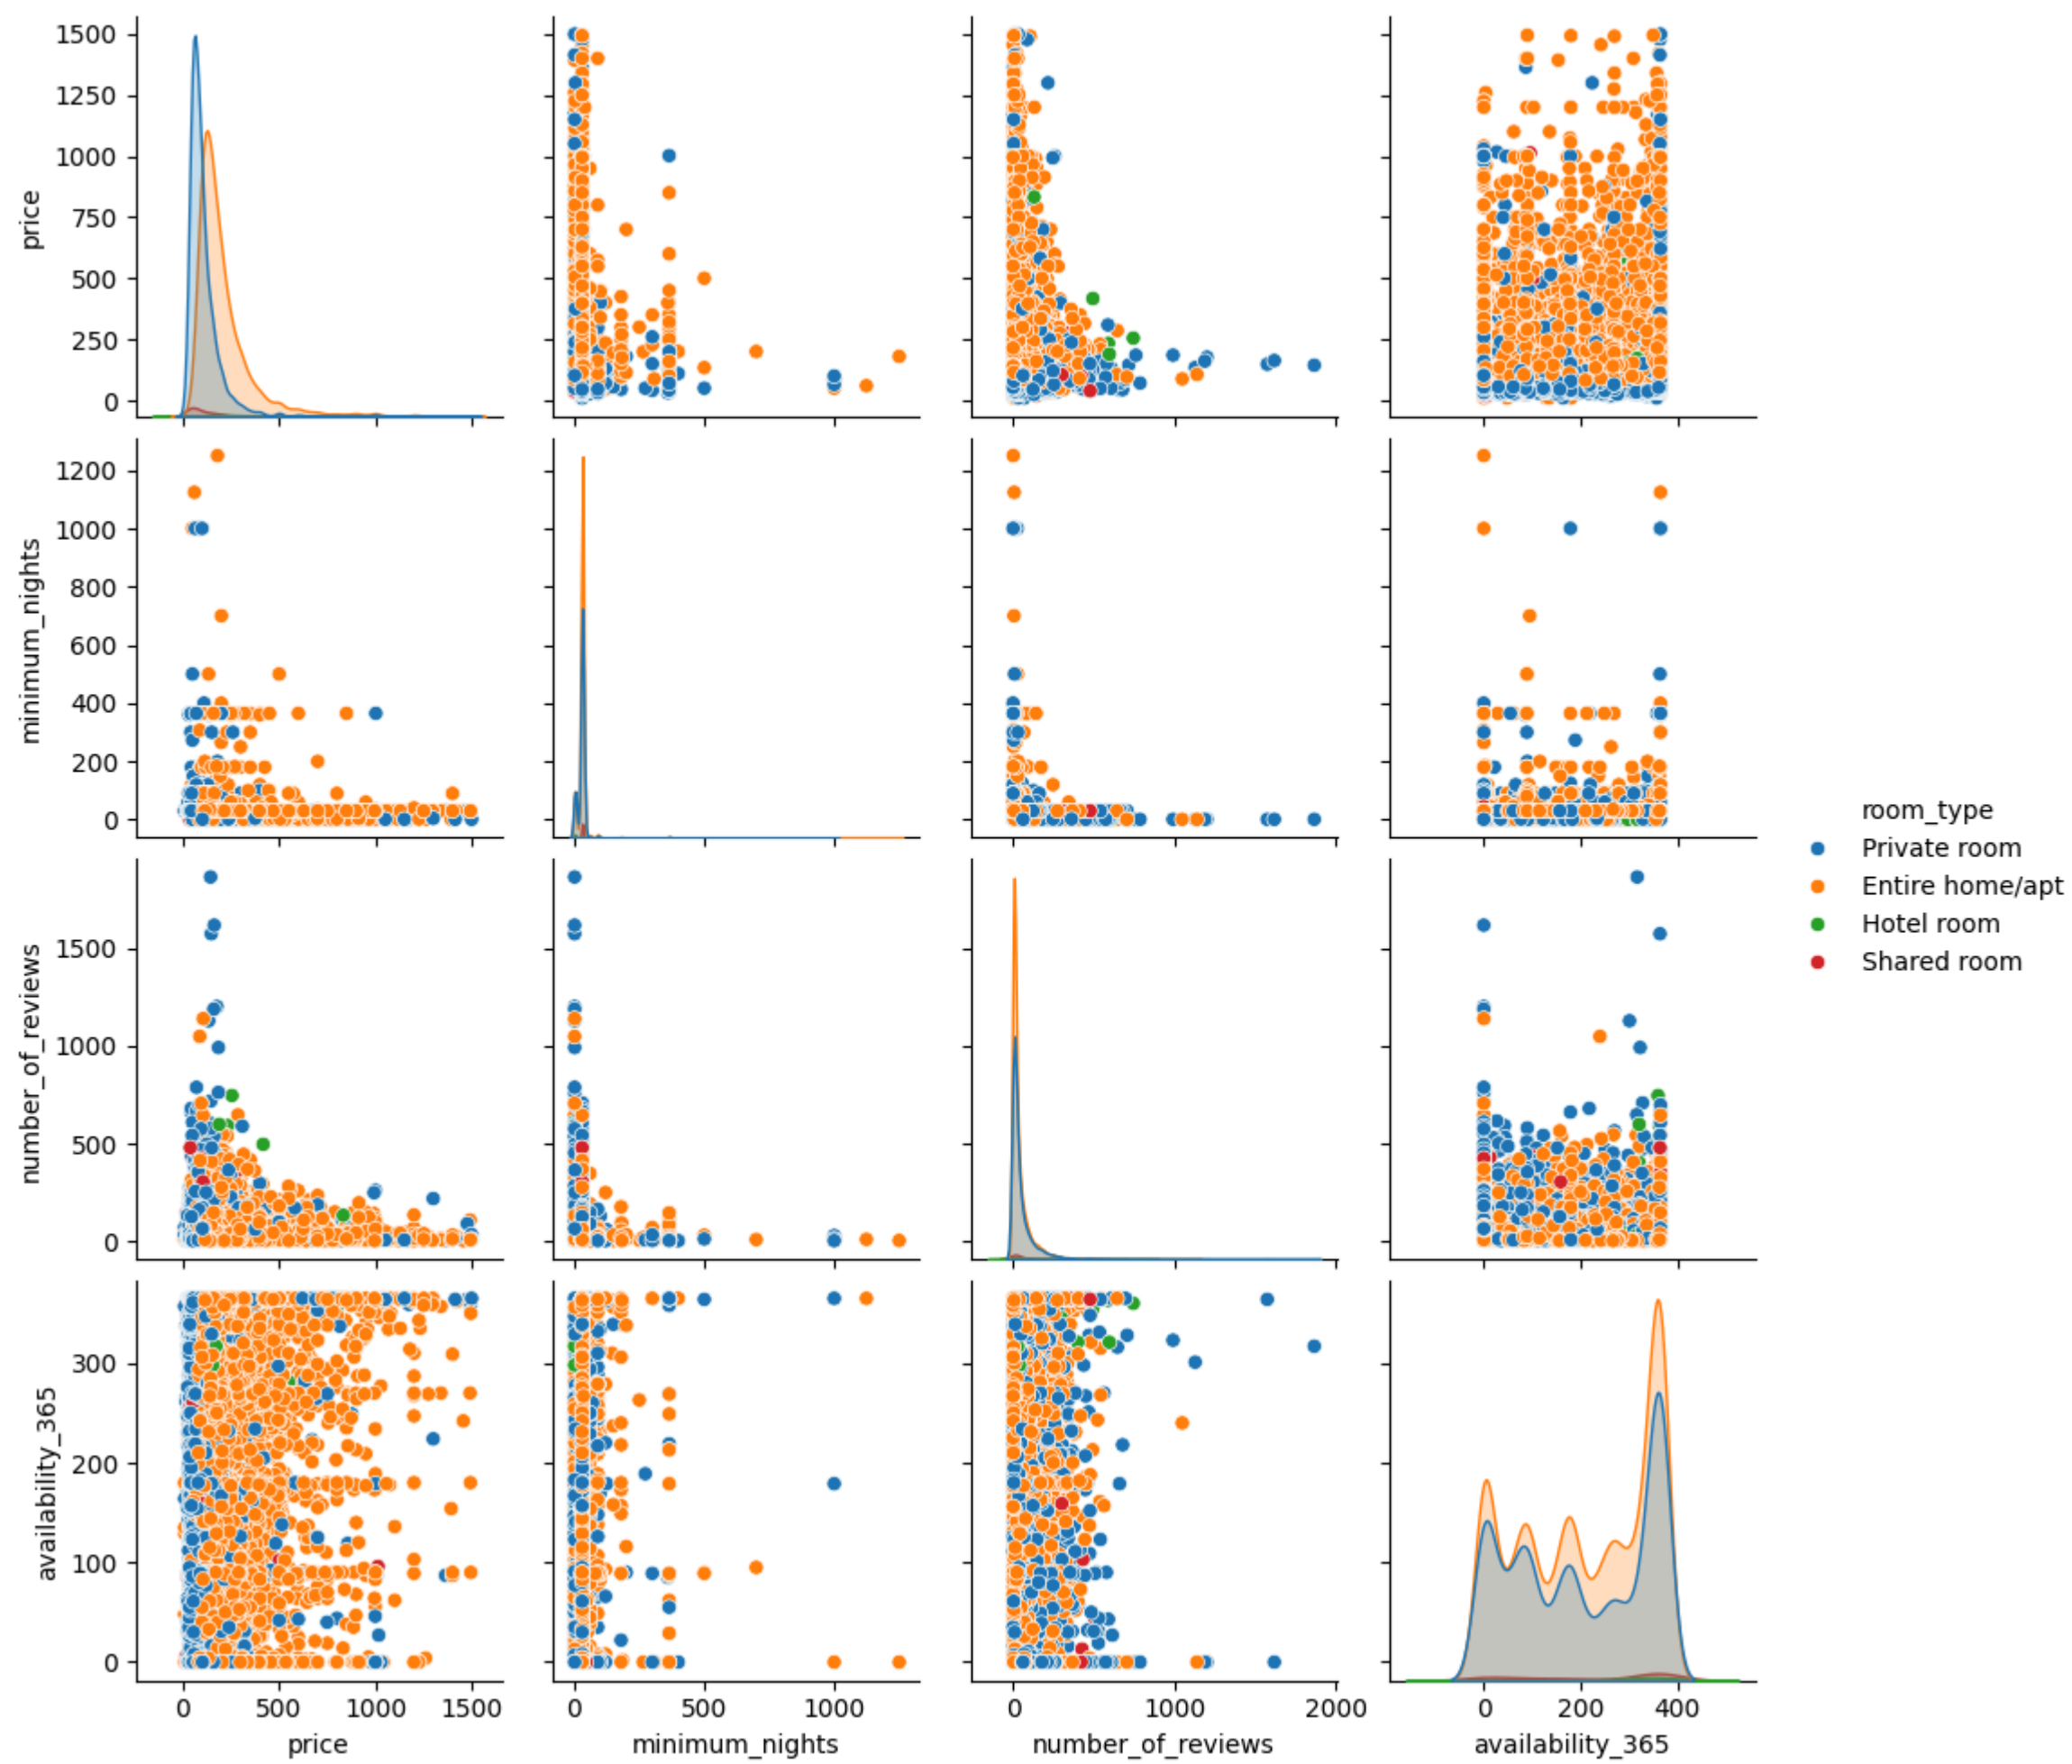 1500
1250
1000
750
500
250
0
price
1200
1000
800
600
400
200
0
minimum_nights
room_type
Private room
Entire home/apt
Hotel room
Shared room
1500
1000
500
0
number_of_reviews
300
200
100
0
availability_365
0 500 1000 1500
0 500 1000
0 1000 2000
0 200 400
price
minimum_nights
number_of_reviews
availability_365